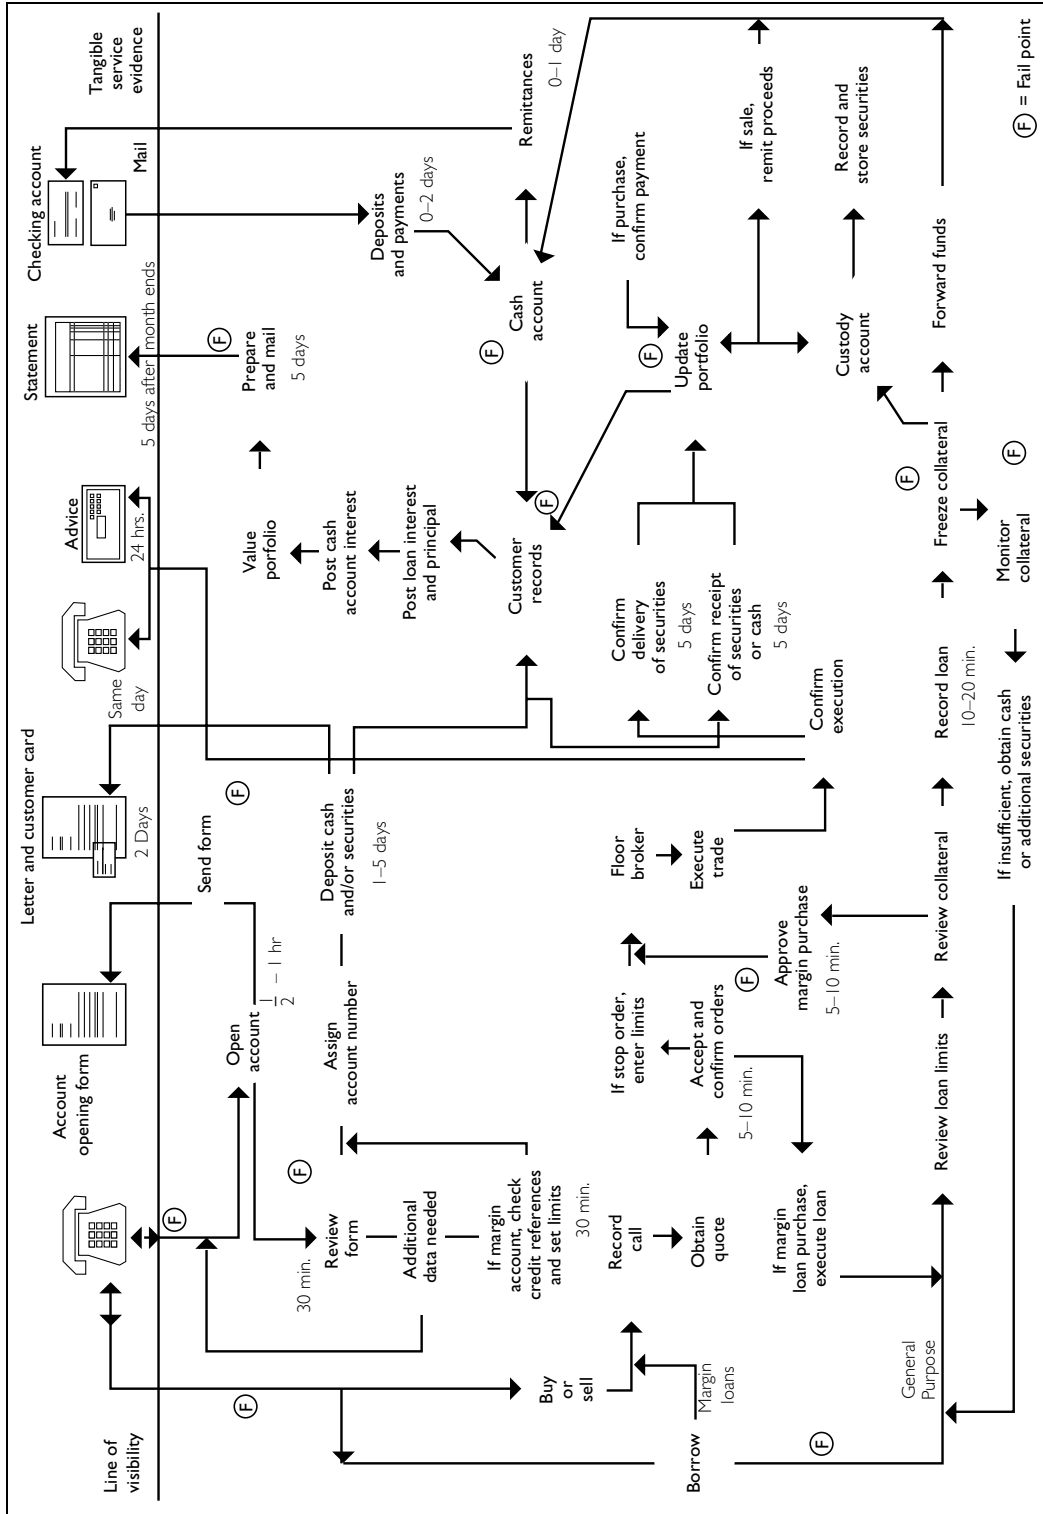 Line of
visibility
Account
opening form
Letter and customer card
Advice
Statement
Checking account
Tangible
service
evidence
2 Days
Same
day
24 hrs.
5 days after month ends
Mail
F
F
Open
account
1/2 – 1 hr
Send form
F
Prepare
and mail
5 days
F
30 min.
Review
form
F
Additional
data needed
If margin
account, check
credit references
and set limits
30 min.
Assign
account number
Deposit cash
and/or securities
1–5 days
Value
porfolio
Post cash
account interest
Post loan interest
and principal
Customer
records
F
Deposits
and payments
0–2 days
Cash
account
F
Remittances
0–1 day
Buy
or
sell
Record
call
Obtain
quote
If stop order,
enter limits
Accept and
confirm orders
5–10 min.
Floor
broker
Execute
trade
Confirm
delivery
of securities
5 days
Confirm receipt
of securities
or cash
5 days
If purchase,
confirm payment
Update
portfolio
F
If sale,
remit proceeds
Borrow
Margin
loans
F
If margin
loan purchase,
execute loan
Approve
margin purchase
5–10 min.
F
Confirm
execution
Custody
account
Record and
store securities
General
Purpose
Review loan limits
Review collateral
Record loan
10–20 min.
Freeze collateral
F
Forward funds
If insufficient, obtain cash
or additional securities
Monitor
collateral
F
F = Fail point